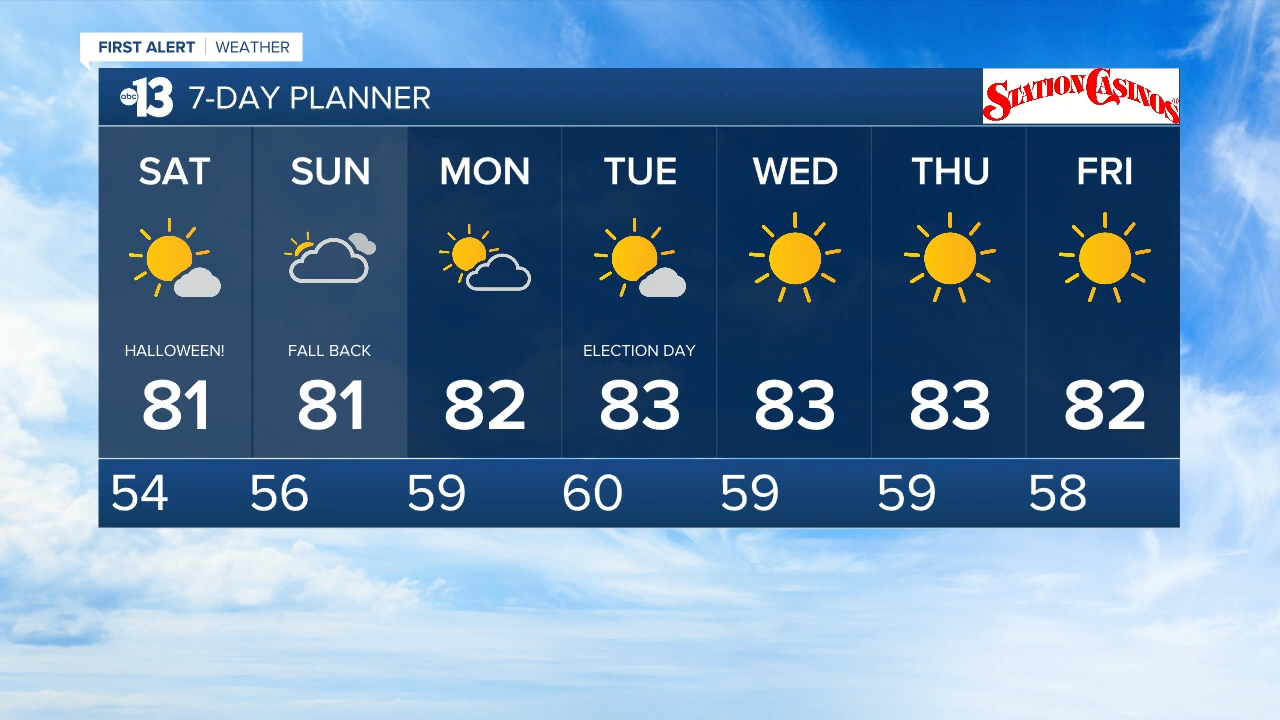 FIRST ALERT | WEATHER
abc 13 7-DAY PLANNER
STATION CASINOS
SAT SUN MON TUE WED THU FRI
HALLOWEEN! FALL BACK ELECTION DAY
81 81 82 83 83 83 82
54 56 59 60 59 59 58